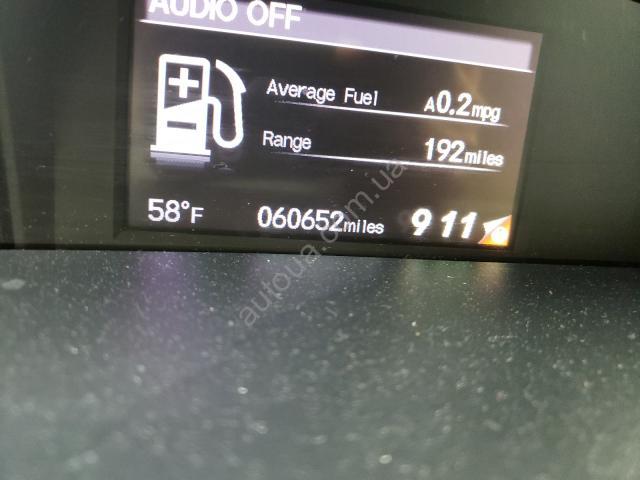 AUDIO OFF
Average Fuel A0.2mpg
Range 192miles
58°F 060652miles 911
autoua.com.ua